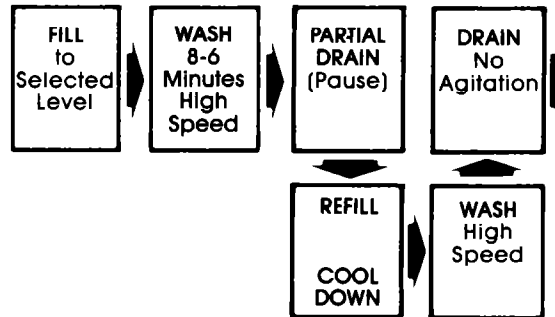 FILL
to
Selected
Level
WASH
8-6
Minutes
High
Speed
PARTIAL
DRAIN
(Pause)
REFILL
COOL
DOWN
WASH
High
Speed
DRAIN
No
Agitation